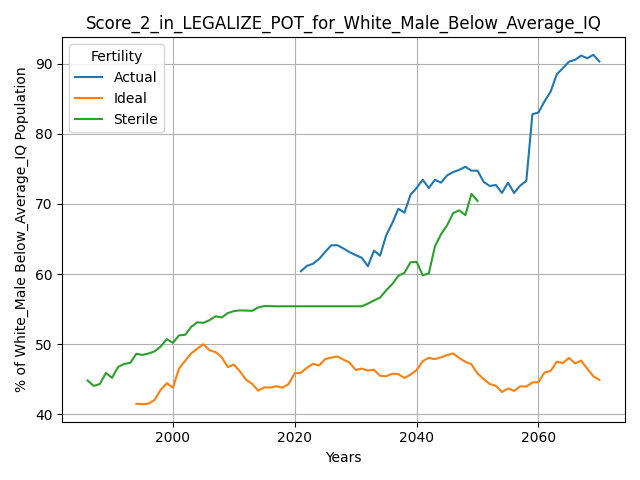 Score_2_in_LEGALIZE_POT_for_White_Male_Below_Average_IQ
Fertility
Actual
Ideal
Sterile
% of White_Male Below_Average_IQ Population
90
80
70
60
50
40
2000
2020
2040
2060
Years